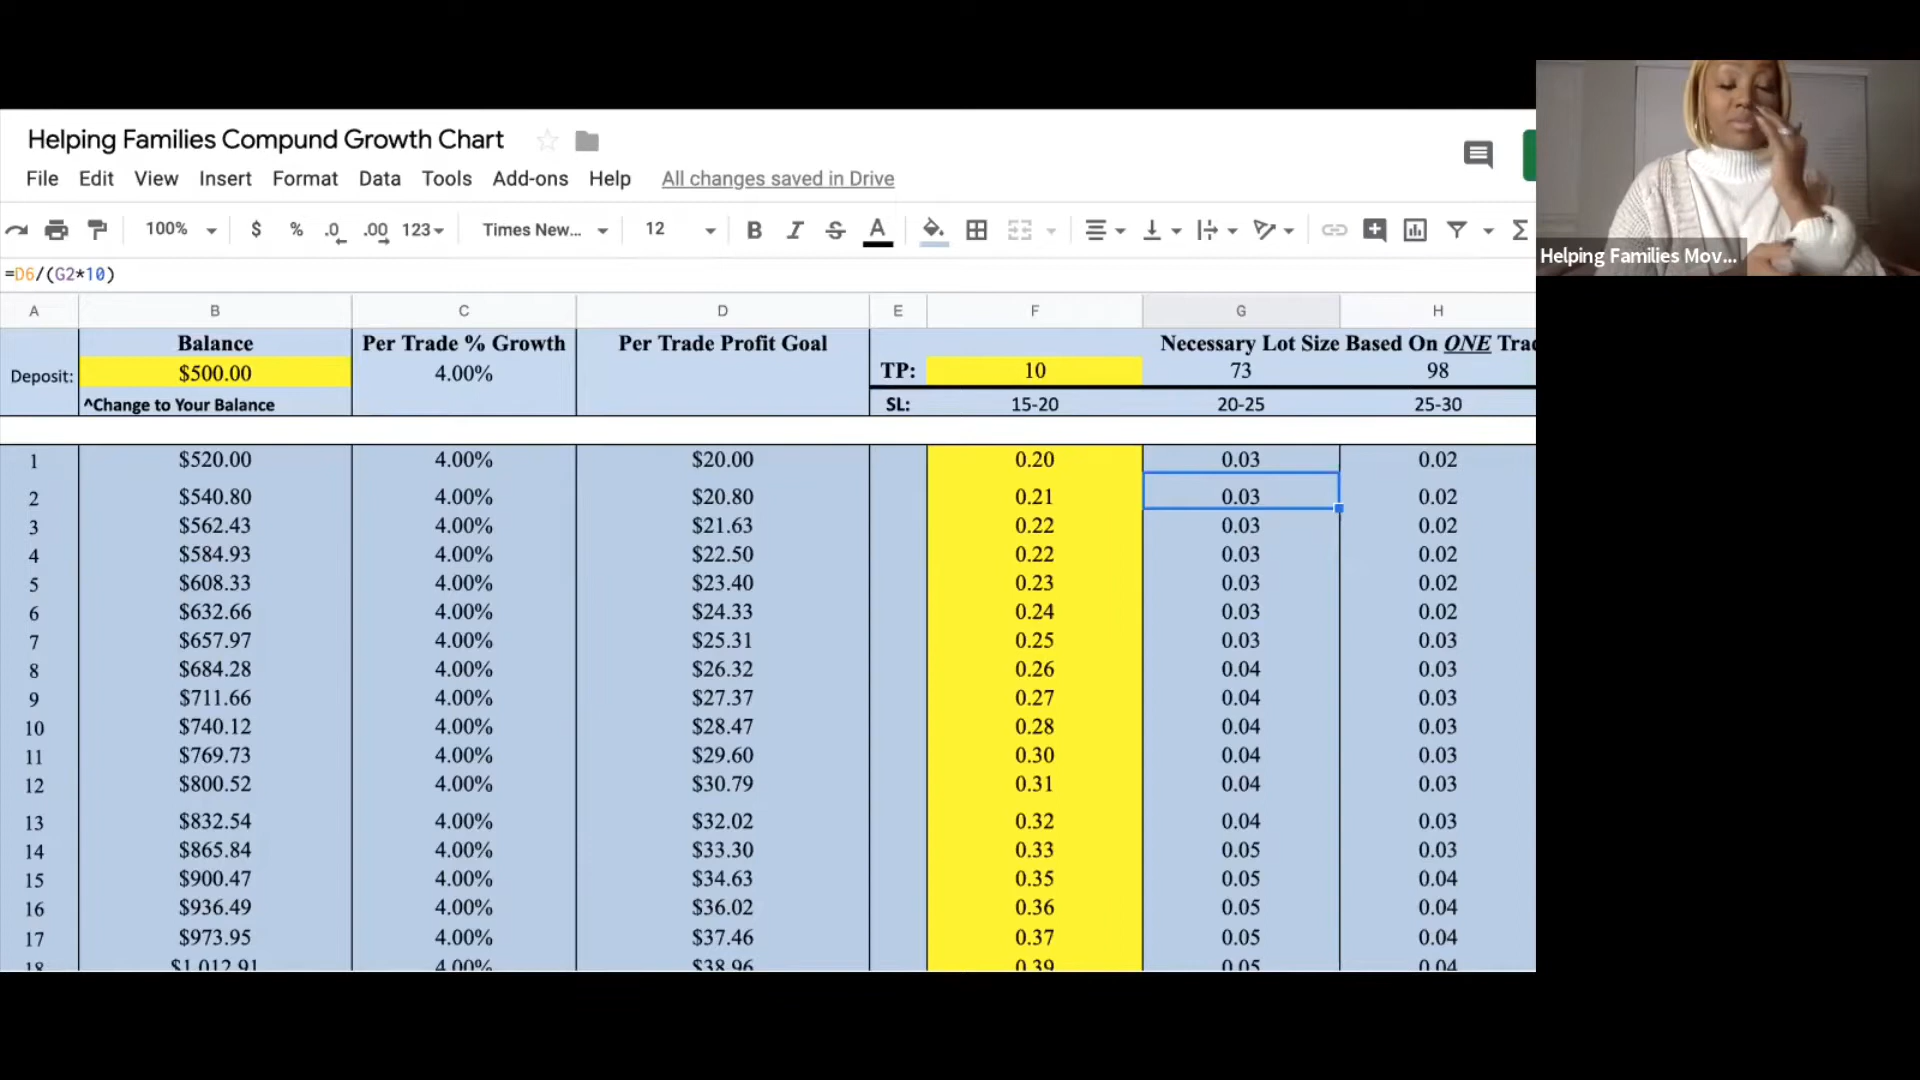 Helping Families Compund Growth Chart
File Edit View Insert Format Data Tools Add-ons Help All changes saved in Drive
100% $ % .0 .00 123 Times New... 12 B I S A Σ
Helping Families Mov...
=D6/(G2*10)
A B C D E F G H
Balance Per Trade % Growth Per Trade Profit Goal Necessary Lot Size Based On ONE Trad
Deposit: $500.00 4.00% TP: 10 73 98
^Change to Your Balance SL: 15-20 20-25 25-30
1 $520.00 4.00% $20.00 0.20 0.03 0.02
2 $540.80 4.00% $20.80 0.21 0.03 0.02
3 $562.43 4.00% $21.63 0.22 0.03 0.02
4 $584.93 4.00% $22.50 0.22 0.03 0.02
5 $608.33 4.00% $23.40 0.23 0.03 0.02
6 $632.66 4.00% $24.33 0.24 0.03 0.02
7 $657.97 4.00% $25.31 0.25 0.03 0.03
8 $684.28 4.00% $26.32 0.26 0.04 0.03
9 $711.66 4.00% $27.37 0.27 0.04 0.03
10 $740.12 4.00% $28.47 0.28 0.04 0.03
11 $769.73 4.00% $29.60 0.30 0.04 0.03
12 $800.52 4.00% $30.79 0.31 0.04 0.03
13 $832.54 4.00% $32.02 0.32 0.04 0.03
14 $865.84 4.00% $33.30 0.33 0.05 0.03
15 $900.47 4.00% $34.63 0.35 0.05 0.04
16 $936.49 4.00% $36.02 0.36 0.05 0.04
17 $973.95 4.00% $37.46 0.37 0.05 0.04
18 $1,012.91 4.00% $38.96 0.39 0.05 0.04